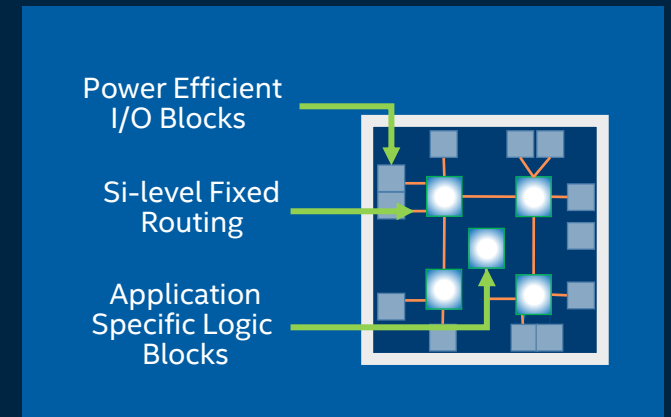 Power Efficient
I/O Blocks
Si-level Fixed
Routing
Application
Specific Logic
Blocks